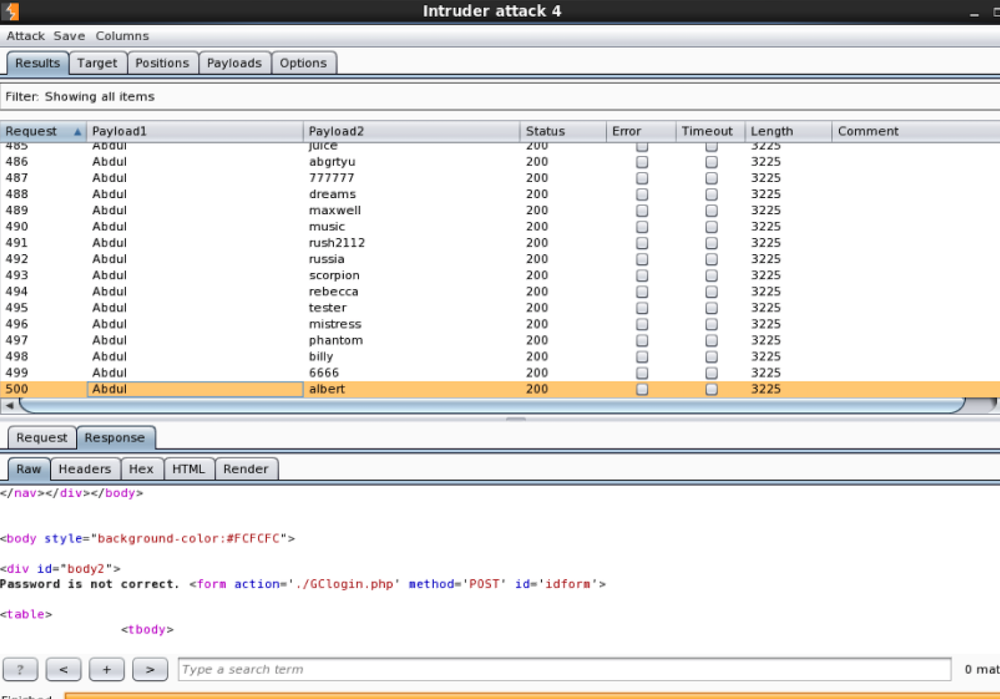 Intruder attack 4
Attack Save Columns
Results Target Positions Payloads Options
Filter: Showing all items
Request Payload1 Payload2 Status Error Timeout Length Comment
485 Abdul juice 200 3225
486 Abdul abgrtyu 200 3225
487 Abdul 777777 200 3225
488 Abdul dreams 200 3225
489 Abdul maxwell 200 3225
490 Abdul music 200 3225
491 Abdul rush2112 200 3225
492 Abdul russia 200 3225
493 Abdul scorpion 200 3225
494 Abdul rebecca 200 3225
495 Abdul tester 200 3225
496 Abdul mistress 200 3225
497 Abdul phantom 200 3225
498 Abdul billy 200 3225
499 Abdul 6666 200 3225
500 Abdul albert 200 3225
Request Response
Raw Headers Hex HTML Render
</nav></div></body>
<body style="background-color:#FCFCFC">
<div id="body2">
Password is not correct. <form action='./GClogin.php' method='POST' id='idform'>
<table>
<tbody>
? < + > Type a search term 0 mat
Finished